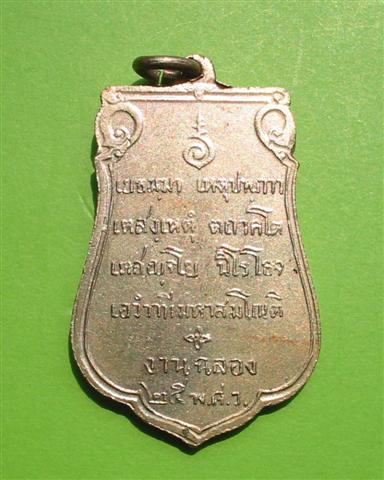 เยธมฺมา เหตุปฺปภวา
เตสํเหตุํ ตถาคโต
เตสญฺจโย นิโรโธจ
เอวํวาทีมหาสมโณติ
งานฉลอง
๒๕ พ.ศ.ว.